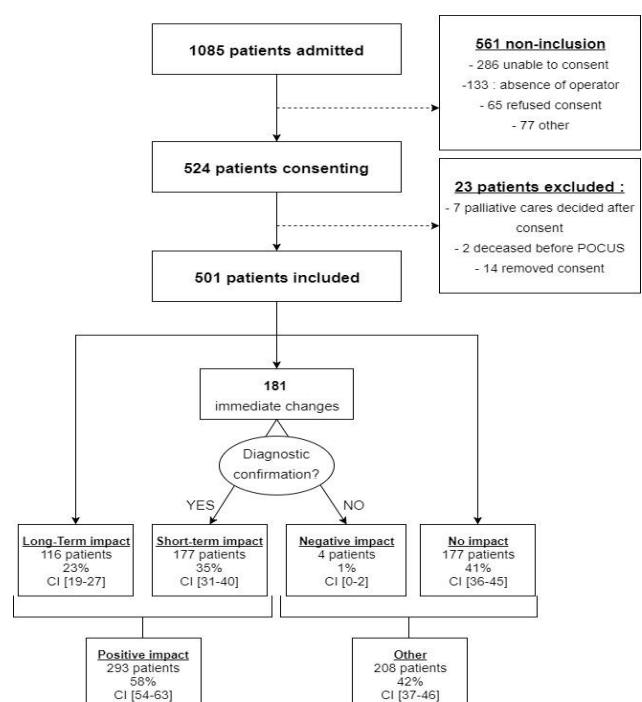 1085 patients admitted
561 non-inclusion
- 286 unable to consent
-133 : absence of operator
- 65 refused consent
- 77 other
524 patients consenting
23 patients excluded :
- 7 palliative cares decided after
consent
- 2 deceased before POCUS
- 14 removed consent
501 patients included
181
immediate changes
Diagnostic
confirmation?
YES
NO
Long-Term impact
116 patients
23%
CI [19-27]
Short-term impact
177 patients
35%
CI [31-40]
Negative impact
4 patients
1%
CI [0-2]
No impact
177 patients
41%
CI [36-45]
Positive impact
293 patients
58%
CI [54-63]
Other
208 patients
42%
CI [37-46]